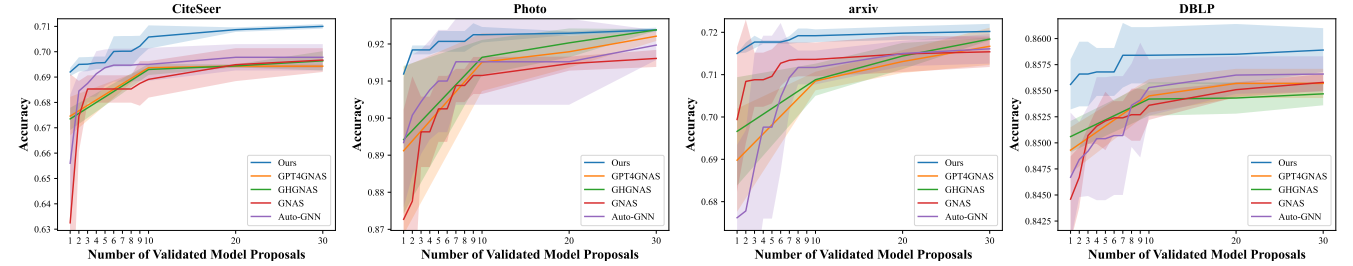 CiteSeer
Accuracy
0.71
0.70
0.69
0.68
0.67
0.66
0.65
0.64
0.63
1 2 3 4 5 6 7 8 9 10 20 30
Number of Validated Model Proposals
Ours
GPT4GNAS
GHGNAS
GNAS
Auto-GNN
Photo
Accuracy
0.92
0.91
0.90
0.89
0.88
0.87
1 2 3 4 5 6 7 8 9 10 20 30
Number of Validated Model Proposals
Ours
GPT4GNAS
GHGNAS
GNAS
Auto-GNN
arxiv
Accuracy
0.72
0.71
0.70
0.69
0.68
1 2 3 4 5 6 7 8 9 10 20 30
Number of Validated Model Proposals
Ours
GPT4GNAS
GHGNAS
GNAS
Auto-GNN
DBLP
Accuracy
0.8600
0.8575
0.8550
0.8525
0.8500
0.8475
0.8450
0.8425
1 2 3 4 5 6 7 8 9 10 20 30
Number of Validated Model Proposals
Ours
GPT4GNAS
GHGNAS
GNAS
Auto-GNN